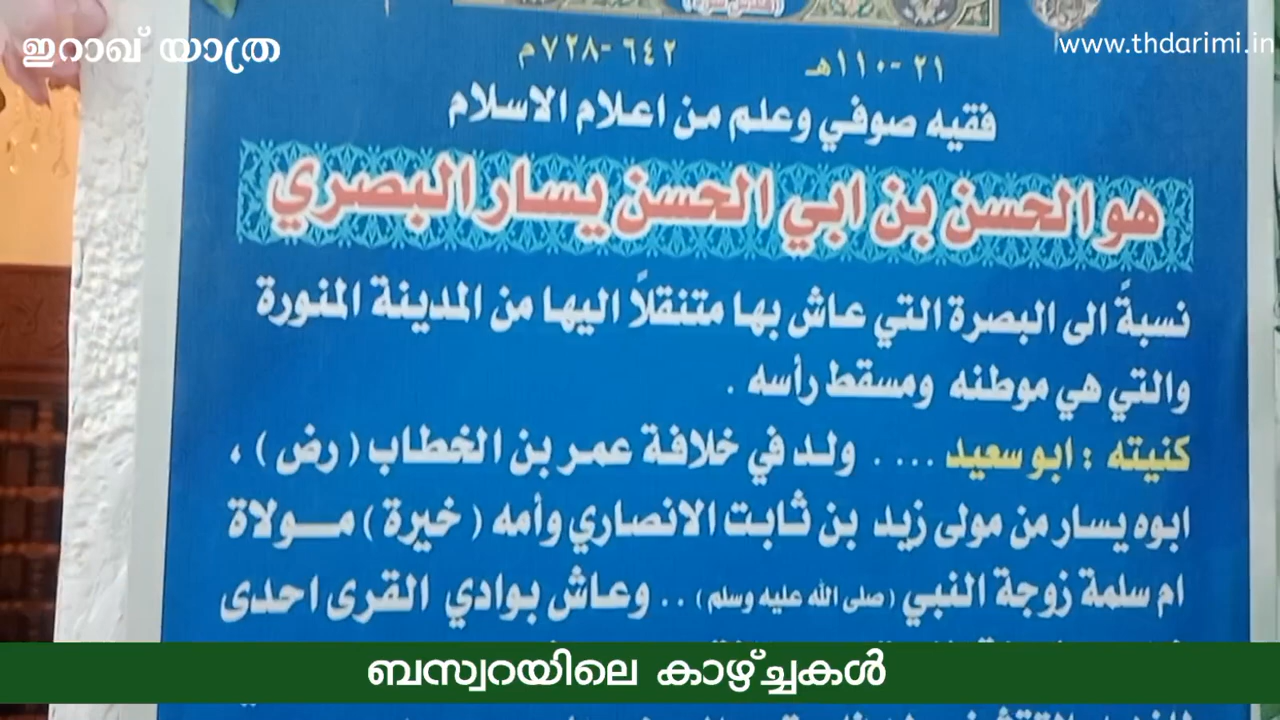 ഇറാഖ് യാത്ര
www.thdarimi.in
٢١ -١١٠هـ ٦٤٢ -٧٢٨م
فقيه صوفي وعلم من اعلام الاسلام
هو الحسن بن ابي الحسن يسار البصري
نسبةً الى البصرة التي عاش بها متنقلاً اليها من المدينة المنورة
والتي هي موطنه ومسقط رأسه .
كنيته : ابو سعيد .... . ولد في خلافة عمر بن الخطاب ( رض ) ،
ابوه يسار من مولى زيد بن ثابت الانصاري وأمه ( خيرة ) مـولاة
ام سلمة زوجة النبي (صلى الله عليه وسلم) .. وعاش بوادي القرى احدى
ബസ്വറയിലെ കാഴ്ച്ചകൾ